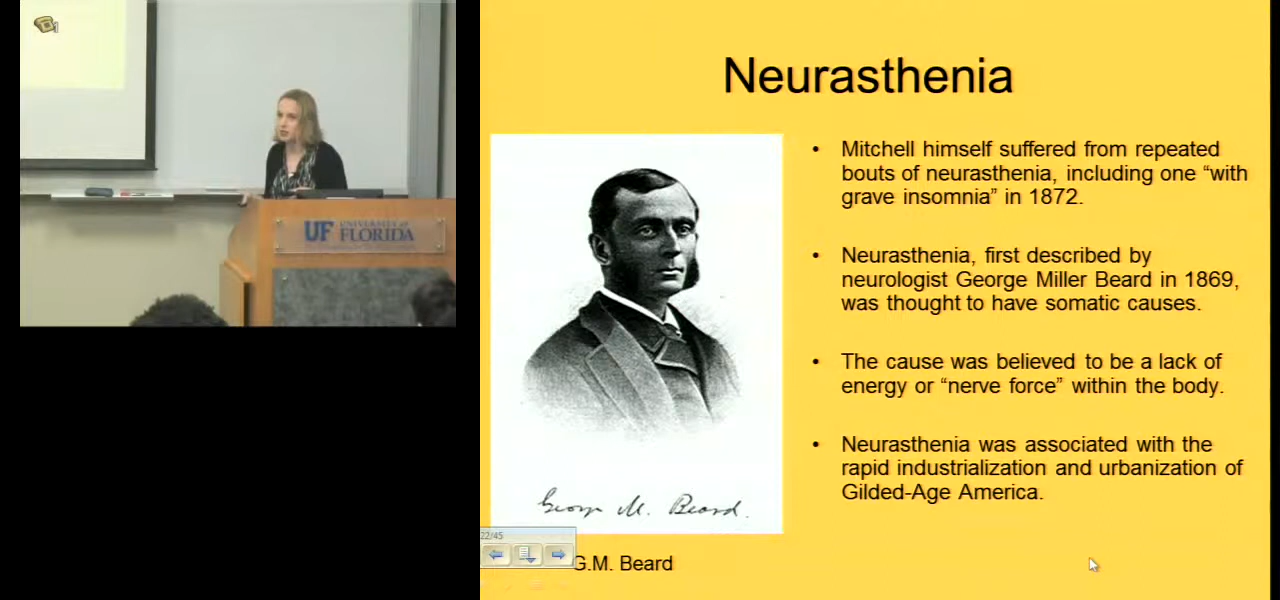 UF UNIVERSITY of
FLORIDA
Neurasthenia
• Mitchell himself suffered from repeated
bouts of neurasthenia, including one “with
grave insomnia” in 1872.
• Neurasthenia, first described by
neurologist George Miller Beard in 1869,
was thought to have somatic causes.
• The cause was believed to be a lack of
energy or “nerve force” within the body.
• Neurasthenia was associated with the
rapid industrialization and urbanization of
Gilded-Age America.
George M. Beard.
22/45
G.M. Beard